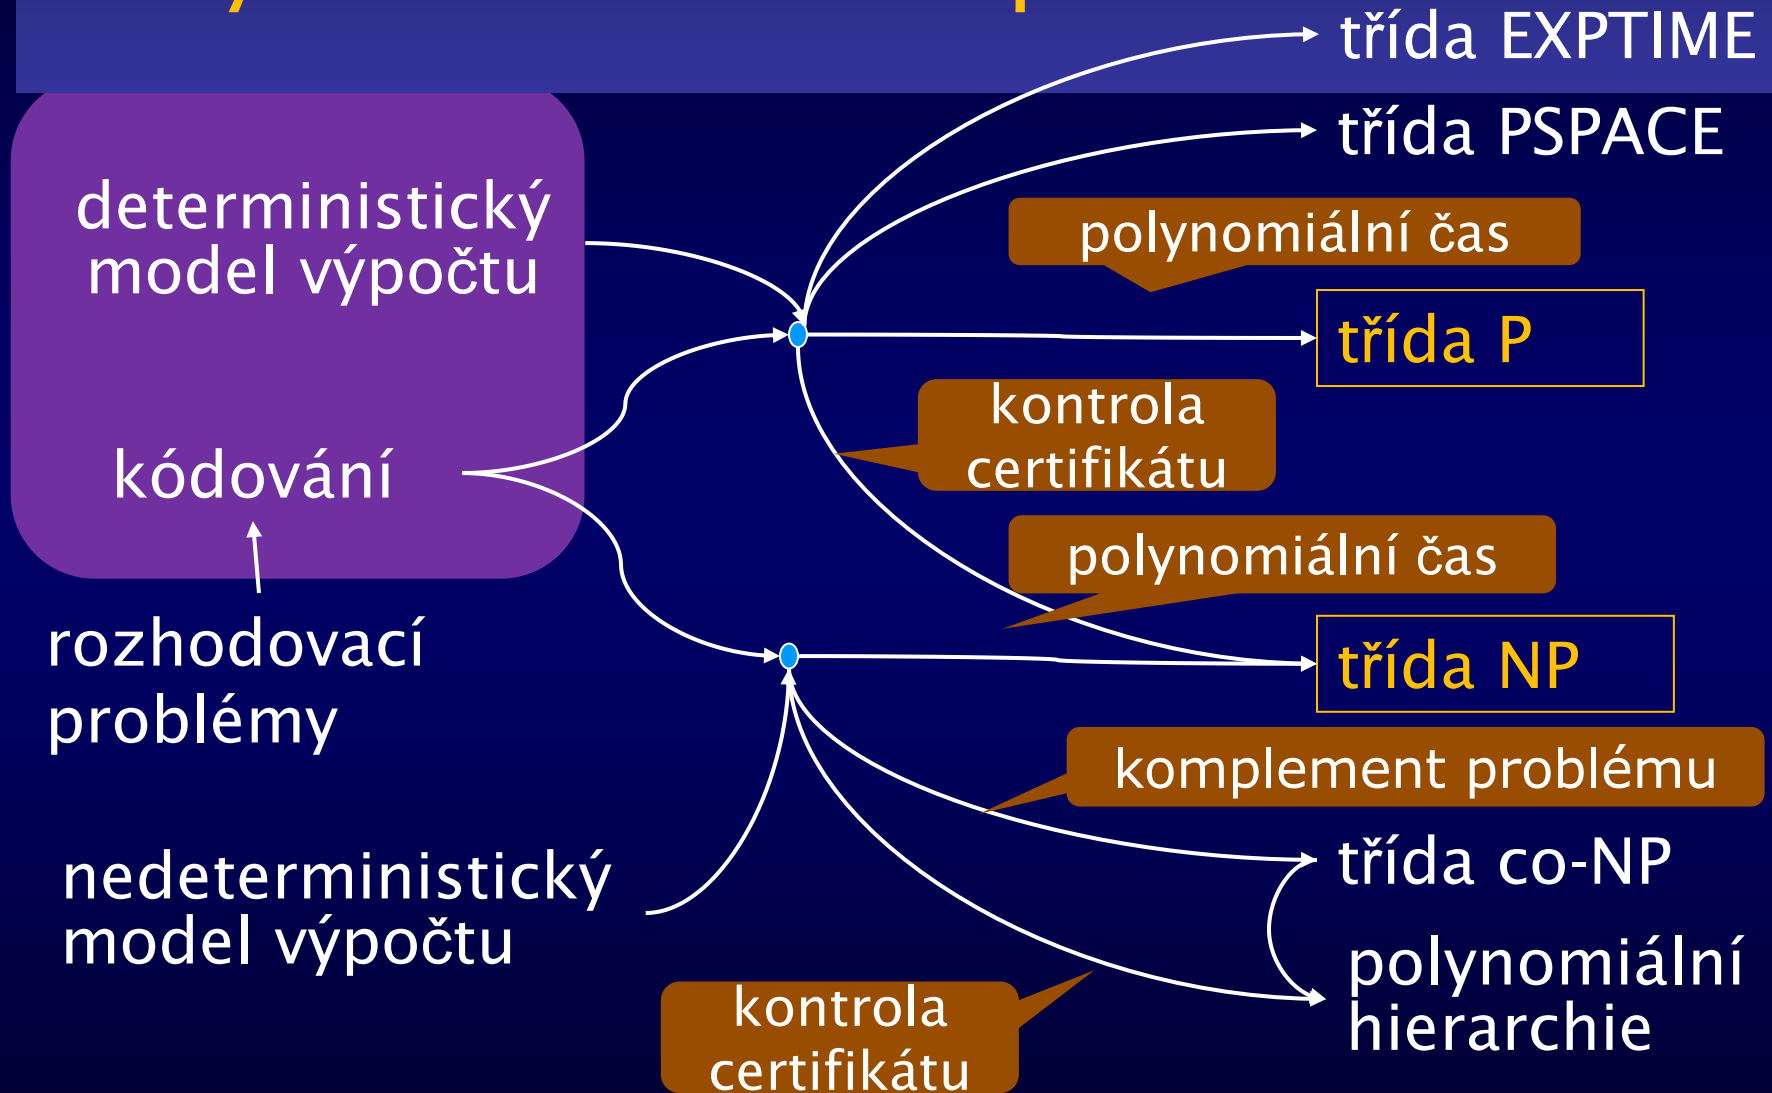 třída EXPTIME
třída PSPACE
deterministický
model výpočtu
polynomiální čas
třída P
kontrola
certifikátu
kódování
polynomiální čas
rozhodovací
problémy
třída NP
komplement problému
nedeterministický
model výpočtu
třída co-NP
polynomiální
hierarchie
kontrola
certifikátu